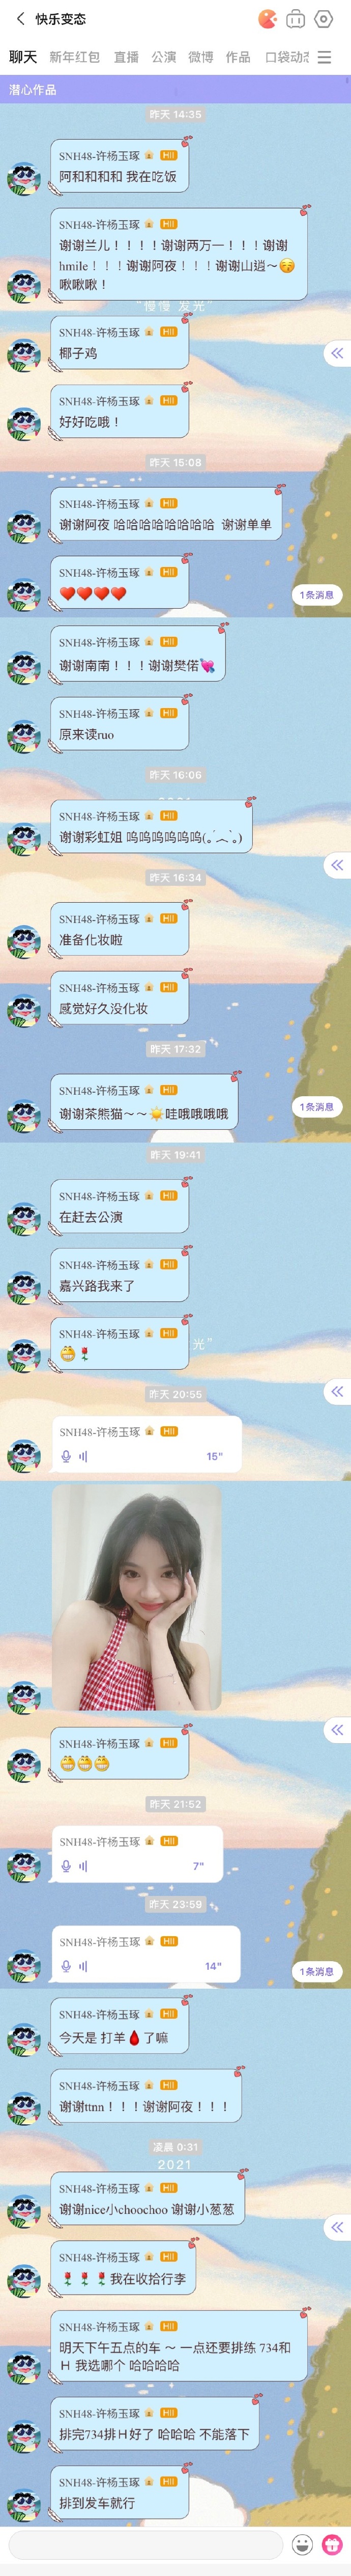 快乐变态
聊天 新年红包 直播 公演 微博 作品 口袋动态
潜心作品
昨天 14:35
SNH48-许杨玉琢 HII
阿和和和和 我在吃饭
SNH48-许杨玉琢 HII
谢谢兰儿！！！！谢谢两万一！！！谢谢
hmile！！！谢谢阿夜！！！谢谢山逍～😚
啾啾啾！
“慢慢 发光”
SNH48-许杨玉琢 HII
椰子鸡
SNH48-许杨玉琢 HII
好好吃哦！
昨天 15:08
SNH48-许杨玉琢 HII
谢谢阿夜 哈哈哈哈哈哈哈哈 谢谢单单
SNH48-许杨玉琢 HII
❤️❤️❤️❤️
1条消息
SNH48-许杨玉琢 HII
谢谢南南！！！谢谢樊偌💘
SNH48-许杨玉琢 HII
原来读ruo
昨天 16:06
SNH48-许杨玉琢 HII
谢谢彩虹姐 呜呜呜呜呜呜(｡ ́︿ ̀｡)
昨天 16:34
SNH48-许杨玉琢 HII
准备化妆啦
SNH48-许杨玉琢 HII
感觉好久没化妆
昨天 17:32
SNH48-许杨玉琢 HII
谢谢茶熊猫～～☀️哇哦哦哦哦
1条消息
昨天 19:41
SNH48-许杨玉琢 HII
在赶去公演
SNH48-许杨玉琢 HII
嘉兴路我来了
SNH48-许杨玉琢 HII
😁🌹
光”
昨天 20:55
SNH48-许杨玉琢 HII
15"
SNH48-许杨玉琢 HII
😁😁😁
昨天 21:52
SNH48-许杨玉琢 HII
7"
昨天 23:59
SNH48-许杨玉琢 HII
14"
1条消息
SNH48-许杨玉琢 HII
今天是 打羊🩸了嘛
SNH48-许杨玉琢 HII
谢谢ttnn！！！谢谢阿夜！！！
凌晨 0:31
2021
SNH48-许杨玉琢 HII
谢谢nice小choochoo 谢谢小葱葱
SNH48-许杨玉琢 HII
🌹🌹🌹我在收拾行李
SNH48-许杨玉琢 HII
明天下午五点的车 ～ 一点还要排练 734和
H 我选哪个 哈哈哈哈
SNH48-许杨玉琢 HII
排完734排H好了 哈哈哈 不能落下
SNH48-许杨玉琢 HII
排到发车就行